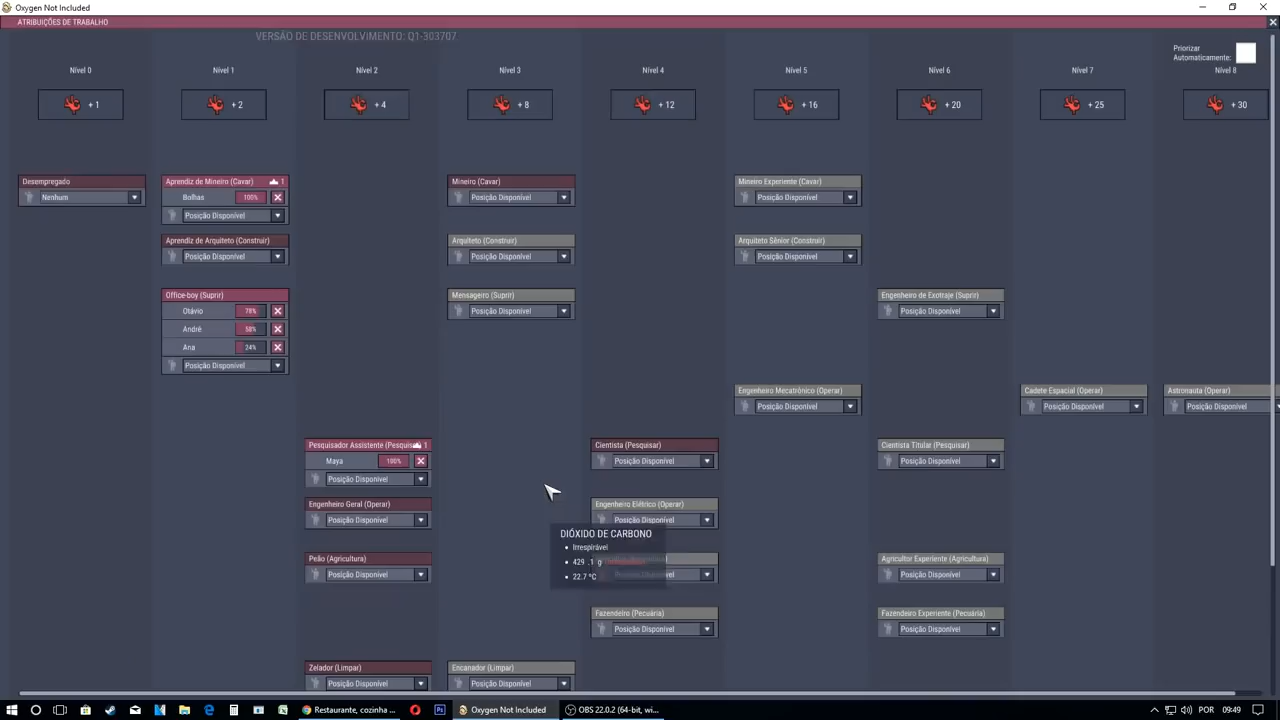 Oxygen Not Included
ATRIBUIÇÕES DE TRABALHO
VERSÃO DE DESENVOLVIMENTO: Q1-303707
Priorizar
Automaticamente:
Nível 0
Nível 1
Nível 2
Nível 3
Nível 4
Nível 5
Nível 6
Nível 7
Nível 8
+ 1
+ 2
+ 4
+ 8
+ 12
+ 16
+ 20
+ 25
+ 30
Desempregado
Nenhum
Aprendiz de Mineiro (Cavar) 1
Bolhas 100%
Posição Disponível
Mineiro (Cavar)
Posição Disponível
Mineiro Experiente (Cavar)
Posição Disponível
Aprendiz de Arquiteto (Construir)
Posição Disponível
Arquiteto (Construir)
Posição Disponível
Arquiteto Sênior (Construir)
Posição Disponível
Office-boy (Suprir)
Otávio 78%
André 58%
Ana 24%
Posição Disponível
Mensageiro (Suprir)
Posição Disponível
Engenheiro de Exotraje (Suprir)
Posição Disponível
Engenheiro Mecatrônico (Operar)
Posição Disponível
Cadete Espacial (Operar)
Posição Disponível
Astronauta (Operar)
Posição Disponível
Pesquisador Assistente (Pesquisar) 1
Maya 100%
Posição Disponível
Cientista (Pesquisar)
Posição Disponível
Cientista Titular (Pesquisar)
Posição Disponível
Engenheiro Geral (Operar)
Posição Disponível
Engenheiro Elétrico (Operar)
Posição Disponível
DIÓXIDO DE CARBONO
Irrespirável
429 .1 g
22.7 ºC
Peão (Agricultura)
Posição Disponível
Posição Disponível
Agricultor Experiente (Agricultura)
Posição Disponível
Fazendeiro (Pecuária)
Posição Disponível
Fazendeiro Experiente (Pecuária)
Posição Disponível
Zelador (Limpar)
Posição Disponível
Encanador (Limpar)
Posição Disponível
Restaurante, cozinha ...
Oxygen Not Included
OBS 22.0.2 (64-bit, wi...
POR
09:49